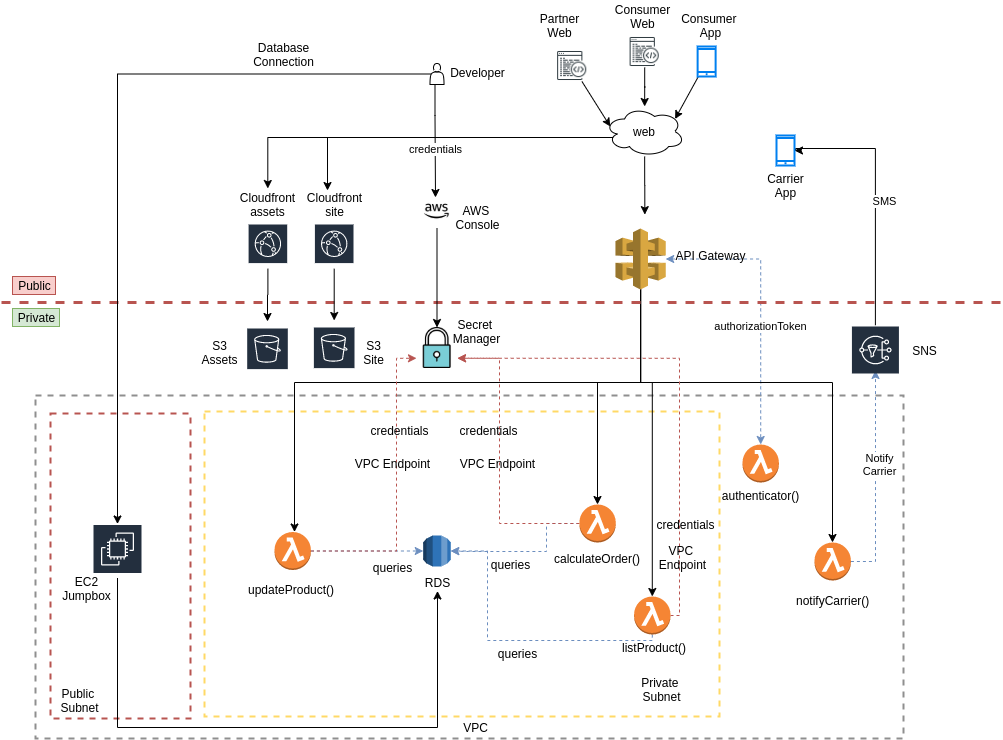 Partner
Web
Consumer
Web
Consumer
App
Database
Connection
Developer
web
credentials
Carrier
App
Cloudfront
assets
Cloudfront
site
aws
AWS
Console
SMS
API Gateway
Public
Private
authorizationToken
Secret
Manager
S3
Assets
S3
Site
SNS
credentials
credentials
VPC Endpoint
VPC Endpoint
Notify
Carrier
authenticator()
credentials
VPC
Endpoint
calculateOrder()
queries
queries
RDS
EC2
Jumpbox
updateProduct()
notifyCarrier()
listProduct()
queries
Private
Subnet
Public
Subnet
VPC